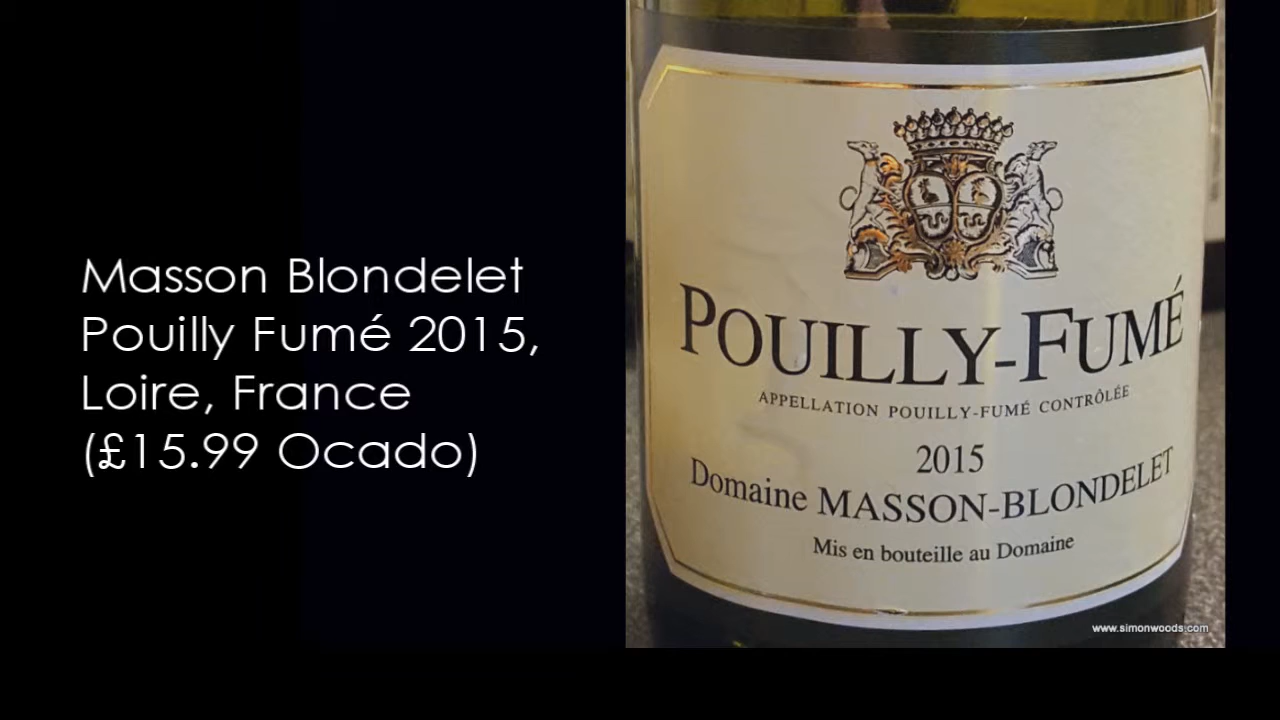 Masson Blondelet
Pouilly Fumé 2015,
Loire, France
(£15.99 Ocado)
POUILLY-FUMÉ
APPELLATION POUILLY-FUMÉ CONTRÔLÉE
2015
Domaine MASSON-BLONDELET
Mis en bouteille au Domaine
www.simonwoods.com